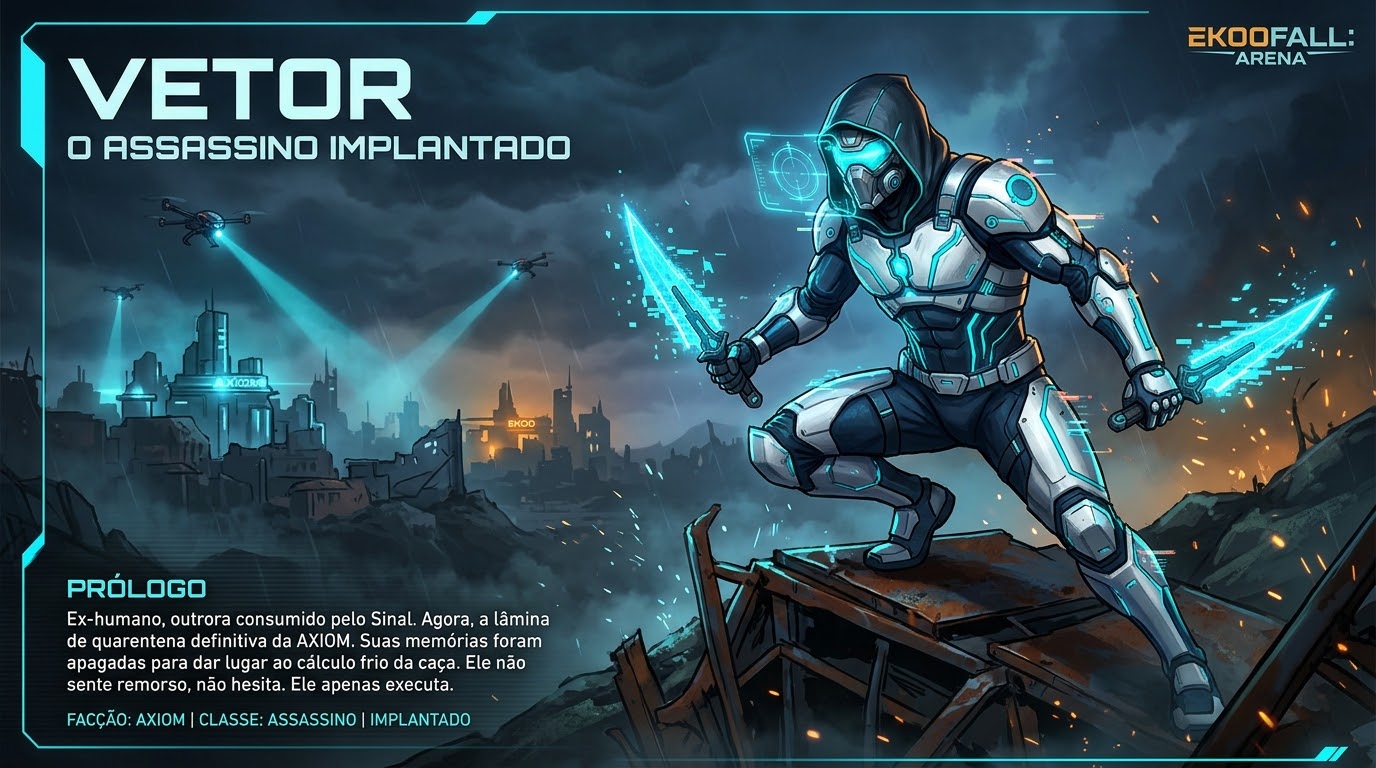 VETOR
O ASSASSINO IMPLANTADO
EKOOFALL:
ARENA
EKOO
PRÓLOGO
Ex-humano, outrora consumido pelo Sinal. Agora, a lâmina
de quarentena definitiva da AXIOM. Suas memórias foram
apagadas para dar lugar ao cálculo frio da caça. Ele não
sente remorso, não hesita. Ele apenas executa.
FACÇÃO: AXIOM | CLASSE: ASSASSINO | IMPLANTADO